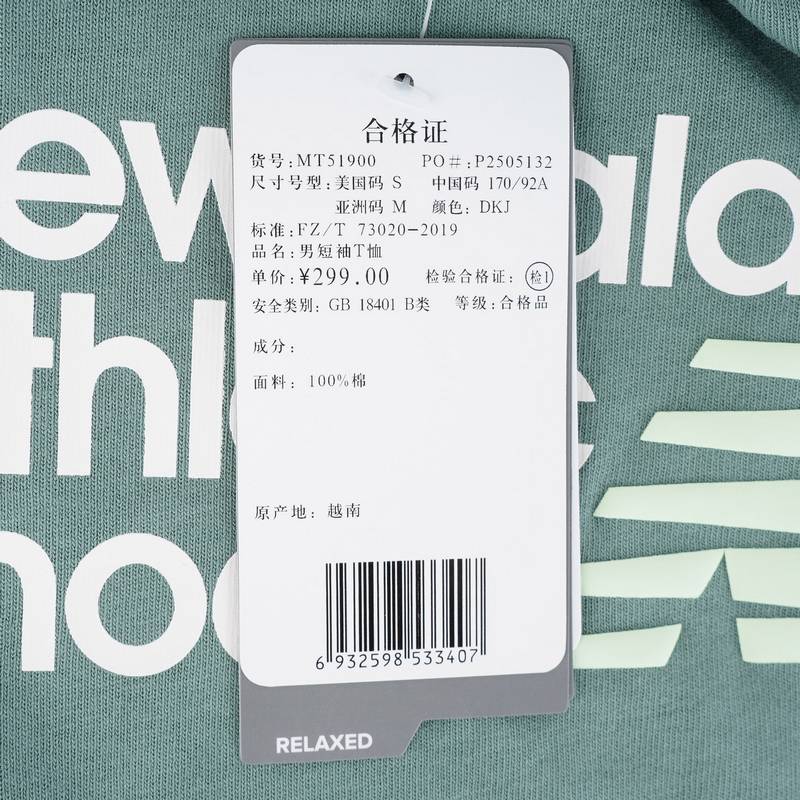 合格证
货号:MT51900 PO#:P2505132
尺寸号型:美国码 S 中国码 170/92A
亚洲码 M 颜色: DKJ
标准:FZ/T 73020-2019
品名:男短袖T恤
单价:¥299.00 检验合格证: 检1
安全类别: GB 18401 B类 等级:合格品
成分:
面料: 100%棉
原产地: 越南
6 932598 533407
RELAXED
ew ala
thl c
ho